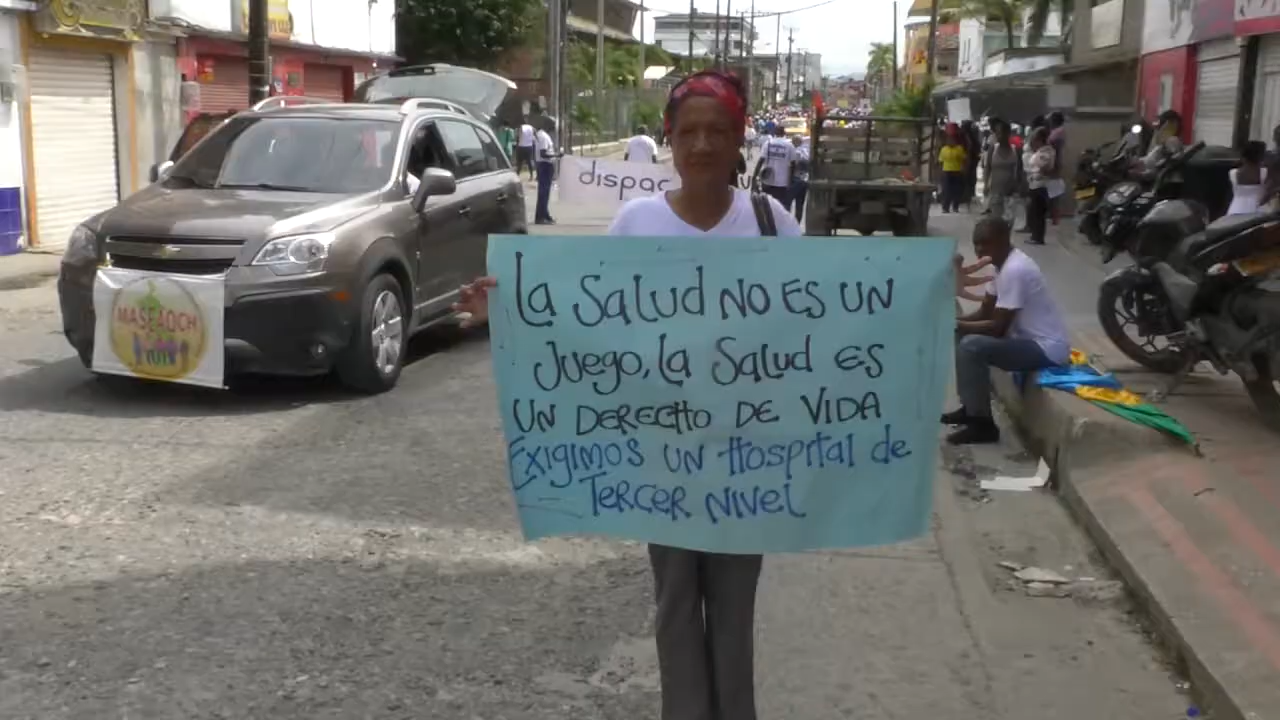 dispac
MASEAOCH
La Salud NO ES UN
Juego, La Salud ES
UN DERECHO DE VIDA
Exigimos UN Hospital de
TERCER NIVEL